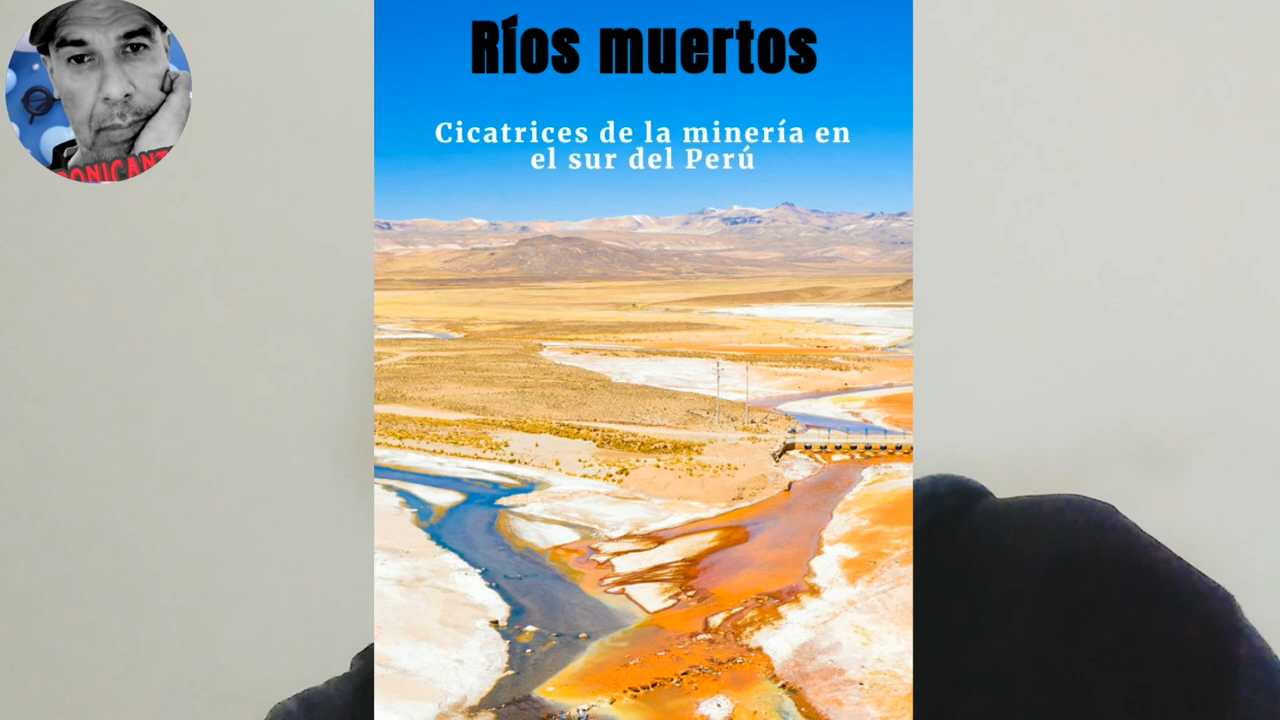 Ríos muertos
Cicatrices de la minería en
el sur del Perú